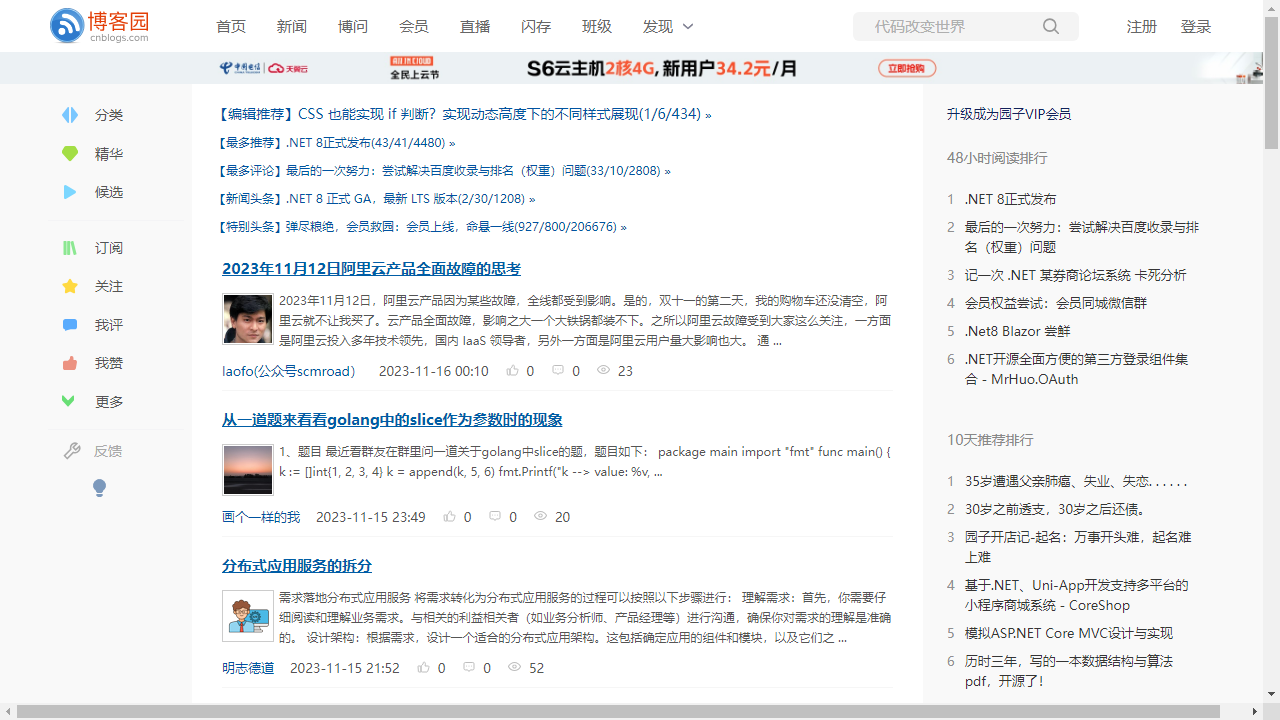 博客园
cnblogs.com
首页 新闻 博问 会员 直播 闪存 班级 发现
代码改变世界
注册 登录
中国电信 天翼云
全民上云节
S6云主机2核4G, 新用户34.2元/月
立即抢购
分类
精华
候选
订阅
关注
我评
我赞
更多
反馈
【编辑推荐】CSS 也能实现 if 判断？实现动态高度下的不同样式展现(1/6/434) »
【最多推荐】.NET 8正式发布(43/41/4480) »
【最多评论】最后的一次努力：尝试解决百度收录与排名（权重）问题(33/10/2808) »
【新闻头条】.NET 8 正式 GA，最新 LTS 版本(2/30/1208) »
【特别头条】弹尽粮绝，会员救园：会员上线，命悬一线(927/800/206676) »
2023年11月12日阿里云产品全面故障的思考
2023年11月12日，阿里云产品因为某些故障，全线都受到影响。是的，双十一的第二天，我的购物车还没清空，阿
里云就不让我买了。云产品全面故障，影响之大一个大铁锅都装不下。之所以阿里云故障受到大家这么关注，一方面
是阿里云投入多年技术领先，国内 IaaS 领导者，另外一方面是阿里云用户量大影响也大。 通 ...
laofo(公众号scmroad) 2023-11-16 00:10 0 0 23
从一道题来看看golang中的slice作为参数时的现象
1、题目 最近看群友在群里问一道关于golang中slice的题，题目如下： package main import "fmt" func main() {
k := []int{1, 2, 3, 4} k = append(k, 5, 6) fmt.Printf("k --> value: %v, ...
画个一样的我 2023-11-15 23:49 0 0 20
分布式应用服务的拆分
需求落地分布式应用服务 将需求转化为分布式应用服务的过程可以按照以下步骤进行： 理解需求：首先，你需要仔
细阅读和理解业务需求。与相关的利益相关者（如业务分析师、产品经理等）进行沟通，确保你对需求的理解是准确
的。 设计架构：根据需求，设计一个适合的分布式应用架构。这包括确定应用的组件和模块，以及它们之 ...
明志德道 2023-11-15 21:52 0 0 52
升级成为园子VIP会员
48小时阅读排行
1 .NET 8正式发布
2 最后的一次努力：尝试解决百度收录与排
名（权重）问题
3 记一次 .NET 某券商论坛系统 卡死分析
4 会员权益尝试：会员同域微信群
5 .Net8 Blazor 尝鲜
6 .NET开源全面方便的第三方登录组件集
合 - MrHuo.OAuth
10天推荐排行
1 35岁遭遇父亲肺癌、失业、失恋. . . . . .
2 30岁之前透支，30岁之后还债。
3 园子开店记-起名：万事开头难，起名难
上难
4 基于.NET、Uni-App开发支持多平台的
小程序商城系统 - CoreShop
5 模拟ASP.NET Core MVC设计与实现
6 历时三年，写的一本数据结构与算法
pdf，开源了！